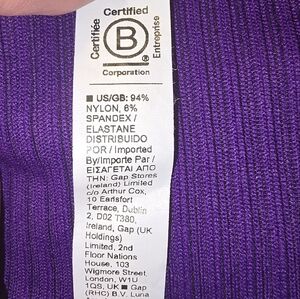 Certified
Certifiée
B
Entreprise
Corporation
■ US/GB: 94%
NYLON, 6%
SPANDEX /
ELASTANE
DISTRIBUIDO
POR / Imported
By/Importe Par /
ΕΙΣΑΓΕΤΑΙ ΑΠΟ
ΤΗΝ: Gap Stores
(Ireland) Limited
c/o Arthur Cox,
10 Earlsfort
Terrace, Dublin
2, D02 T380,
Ireland, Gap (UK
Holdings)
Limited, 2nd
Floor Nations
House, 103
Wigmore Street,
London, W1U
1QS, UK ■ Gap
(RHC) B.V. Luna